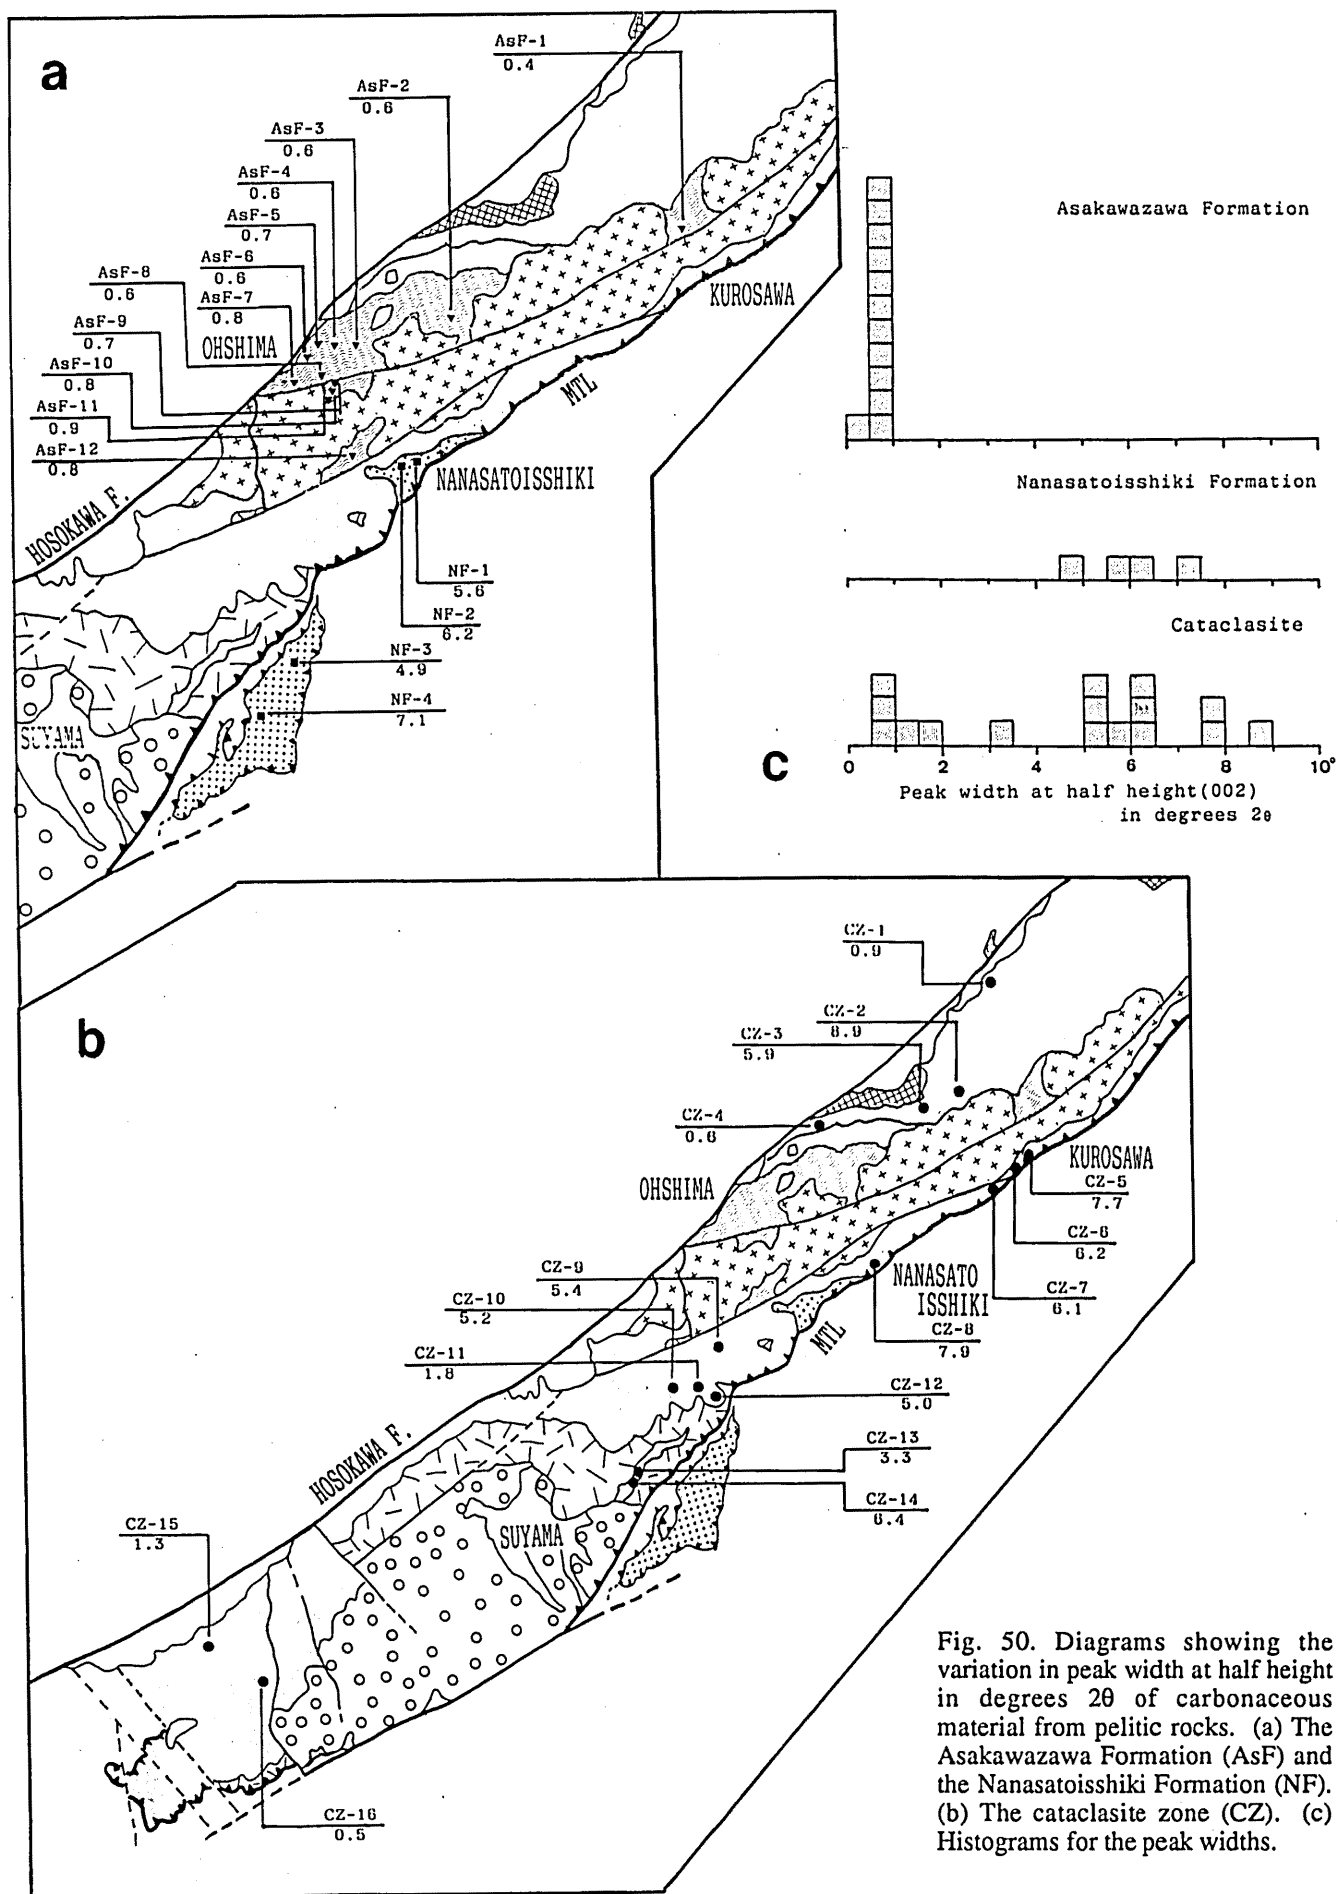 a
AsF-1
0.4
AsF-2
0.6
AsF-3
0.6
AsF-4
0.6
AsF-5
0.7
AsF-6
0.6
AsF-8
0.6
AsF-7
0.8
AsF-9
0.7
OHSHIMA
AsF-10
0.8
AsF-11
0.9
AsF-12
0.8
KUROSAWA
MTL
NANASATOISSHIKI
HOSOKAWA F.
NF-1
5.6
NF-2
6.2
NF-3
4.9
NF-4
7.1
SUYAMA
Asakawazawa Formation
Nanasatoisshiki Formation
Cataclasite
c
0 2 4 6 8 10°
Peak width at half height(002)
in degrees 2θ
b
CZ-1
0.9
CZ-2
8.9
CZ-3
5.9
CZ-4
0.6
OHSHIMA
KUROSAWA
CZ-5
7.7
CZ-6
6.2
CZ-7
6.1
NANASATO
ISSHIKI
CZ-8
7.9
MTL
CZ-9
5.4
CZ-10
5.2
CZ-11
1.8
CZ-12
5.0
CZ-13
3.3
CZ-14
6.4
HOSOKAWA F.
SUYAMA
CZ-15
1.3
CZ-16
0.5
Fig. 50. Diagrams showing the
variation in peak width at half height
in degrees 2θ of carbonaceous
material from pelitic rocks. (a) The
Asakawazawa Formation (AsF) and
the Nanasatoisshiki Formation (NF).
(b) The cataclasite zone (CZ). (c)
Histograms for the peak widths.